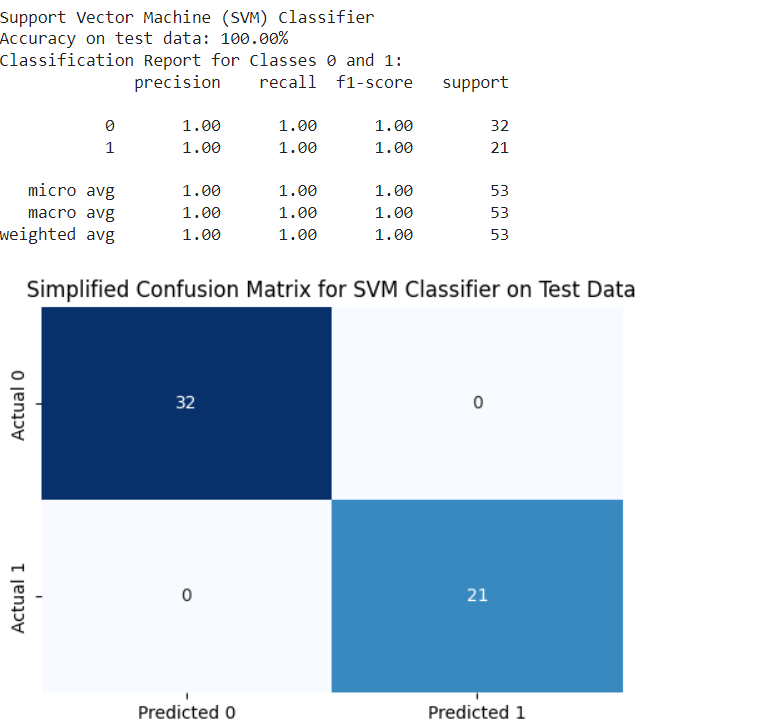 Support Vector Machine (SVM) Classifier
Accuracy on test data: 100.00%
Classification Report for Classes 0 and 1:
precision recall f1-score support
0 1.00 1.00 1.00 32
1 1.00 1.00 1.00 21
micro avg 1.00 1.00 1.00 53
macro avg 1.00 1.00 1.00 53
weighted avg 1.00 1.00 1.00 53
Simplified Confusion Matrix for SVM Classifier on Test Data
Actual 0
32 0
Actual 1
0 21
Predicted 0 Predicted 1